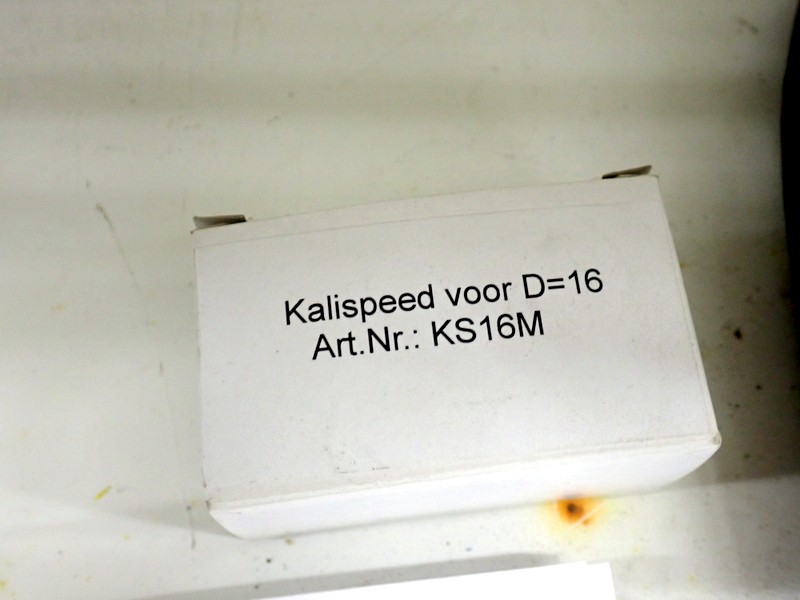 Kalispeed voor D=16
Art.Nr.: KS16M